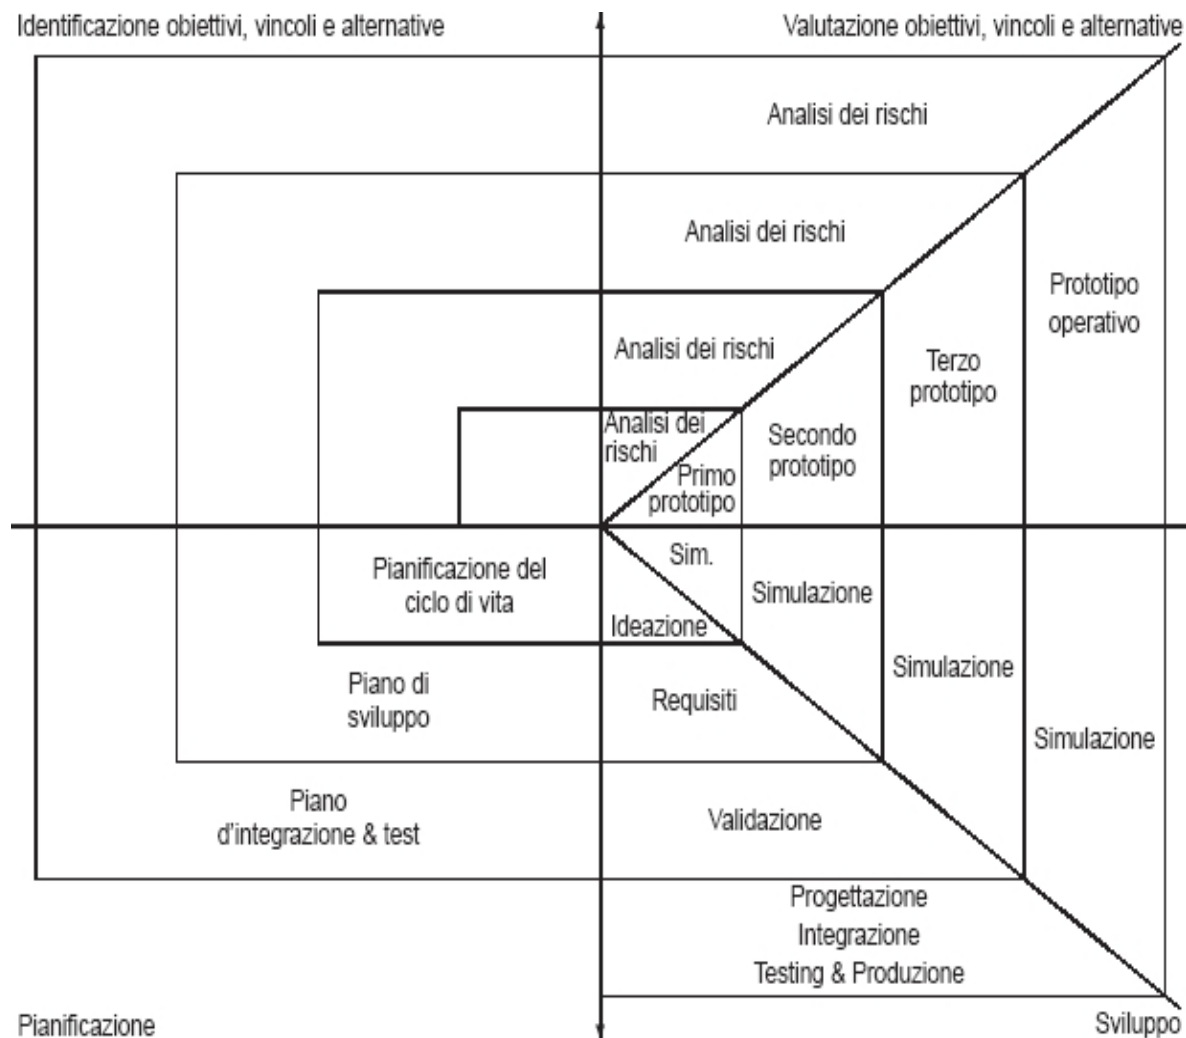 Identificazione obiettivi, vincoli e alternative
Valutazione obiettivi, vincoli e alternative
Analisi dei rischi
Analisi dei rischi
Prototipo
operativo
Analisi dei rischi
Terzo
prototipo
Analisi dei
rischi
Secondo
prototipo
Primo
prototipo
Sim.
Pianificazione del
ciclo di vita
Simulazione
Ideazione
Simulazione
Piano di
sviluppo
Requisiti
Simulazione
Piano
d'integrazione & test
Validazione
Progettazione
Integrazione
Testing & Produzione
Pianificazione
Sviluppo